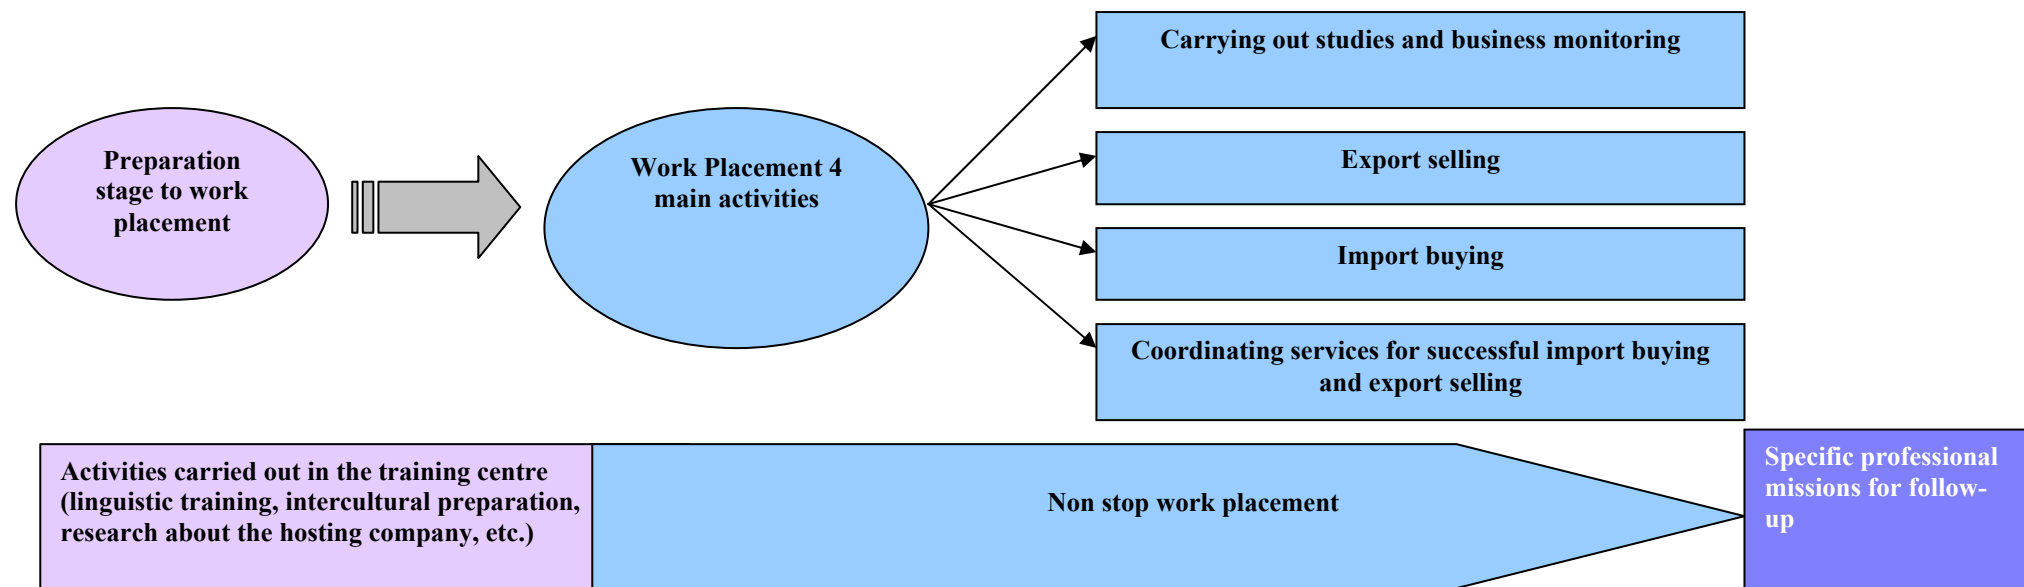 Preparation
stage to work
placement
Work Placement 4
main activities
Carrying out studies and business monitoring
Export selling
Import buying
Coordinating services for successful import buying
and export selling
Activities carried out in the training centre
(linguistic training, intercultural preparation,
research about the hosting company, etc.)
Non stop work placement
Specific professional
missions for follow-
up